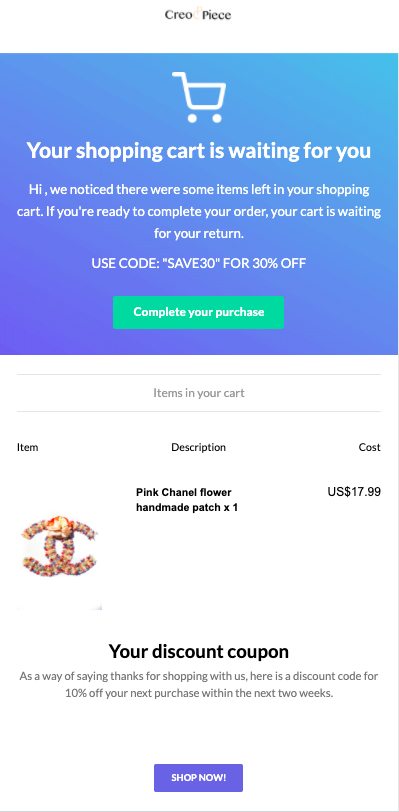 Creo Piece
Your shopping cart is waiting for you
Hi , we noticed there were some items left in your shopping
cart. If you're ready to complete your order, your cart is waiting
for your return.
USE CODE: "SAVE30" FOR 30% OFF
Complete your purchase
Items in your cart
Item Description Cost
Pink Chanel flower US$17.99
handmade patch x 1
Your discount coupon
As a way of saying thanks for shopping with us, here is a discount code for
10% off your next purchase within the next two weeks.
SHOP NOW!